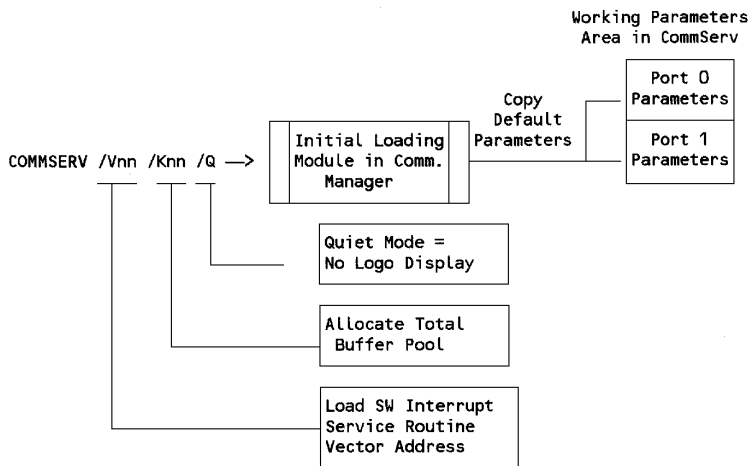 Working Parameters
Area in CommServ
Port 0
Parameters
Copy
Default
Parameters
Port 1
Parameters
Initial Loading
Module in Comm.
Manager
COMMSERV /Vnn /Knn /Q —>
Quiet Mode =
No Logo Display
Allocate Total
Buffer Pool
Load SW Interrupt
Service Routine
Vector Address